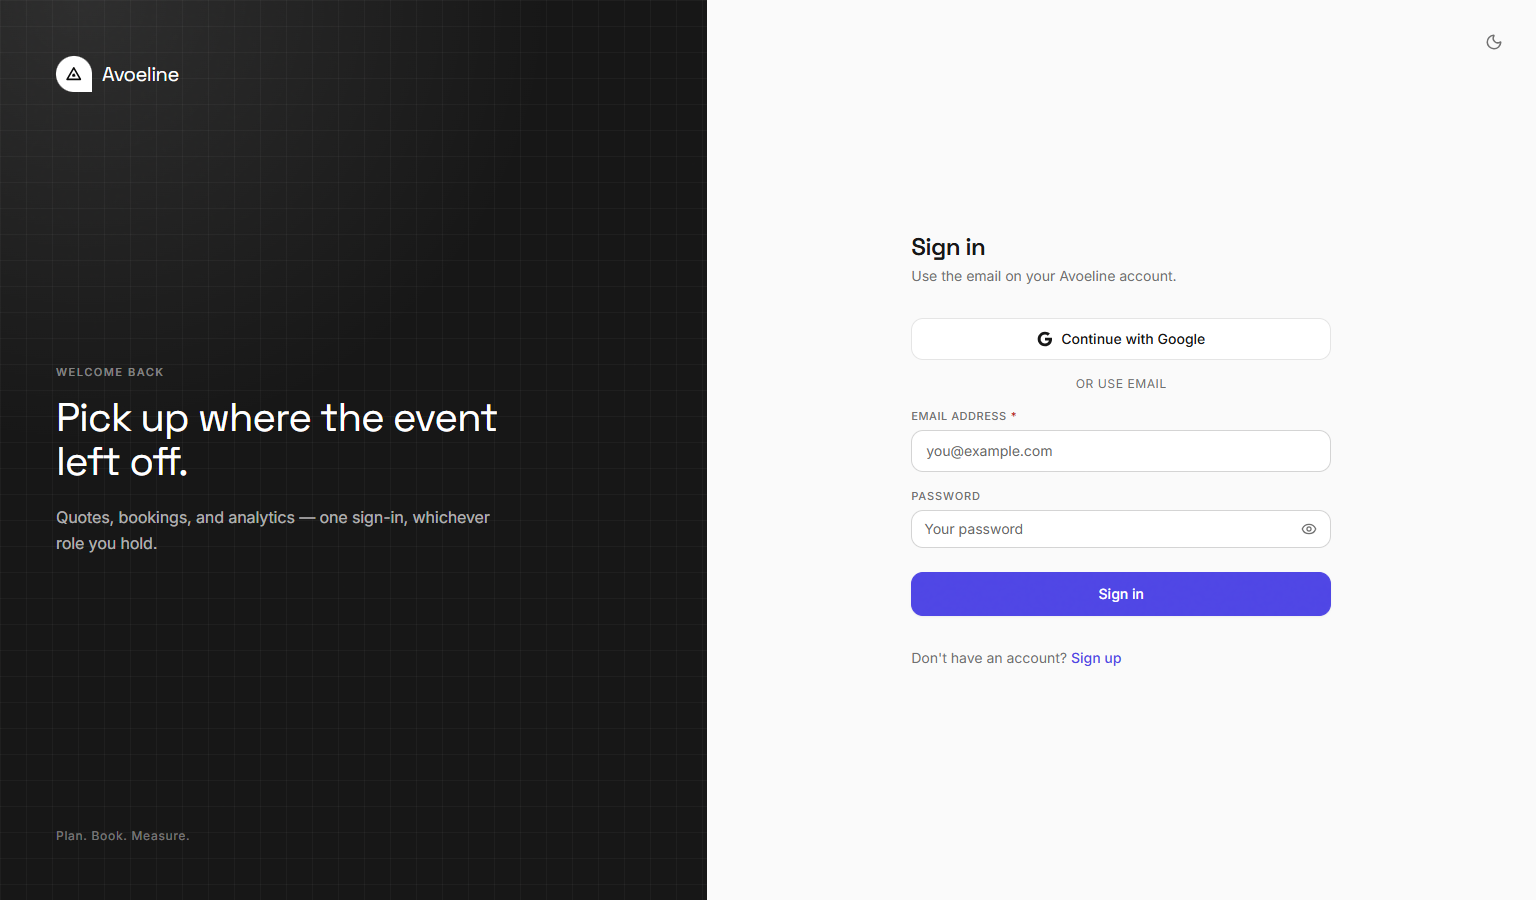 Avoeline
WELCOME BACK
Pick up where the event
left off.
Quotes, bookings, and analytics — one sign-in, whichever
role you hold.
Plan. Book. Measure.
Sign in
Use the email on your Avoeline account.
Continue with Google
OR USE EMAIL
EMAIL ADDRESS *
you@example.com
PASSWORD
Your password
Sign in
Don't have an account? Sign up